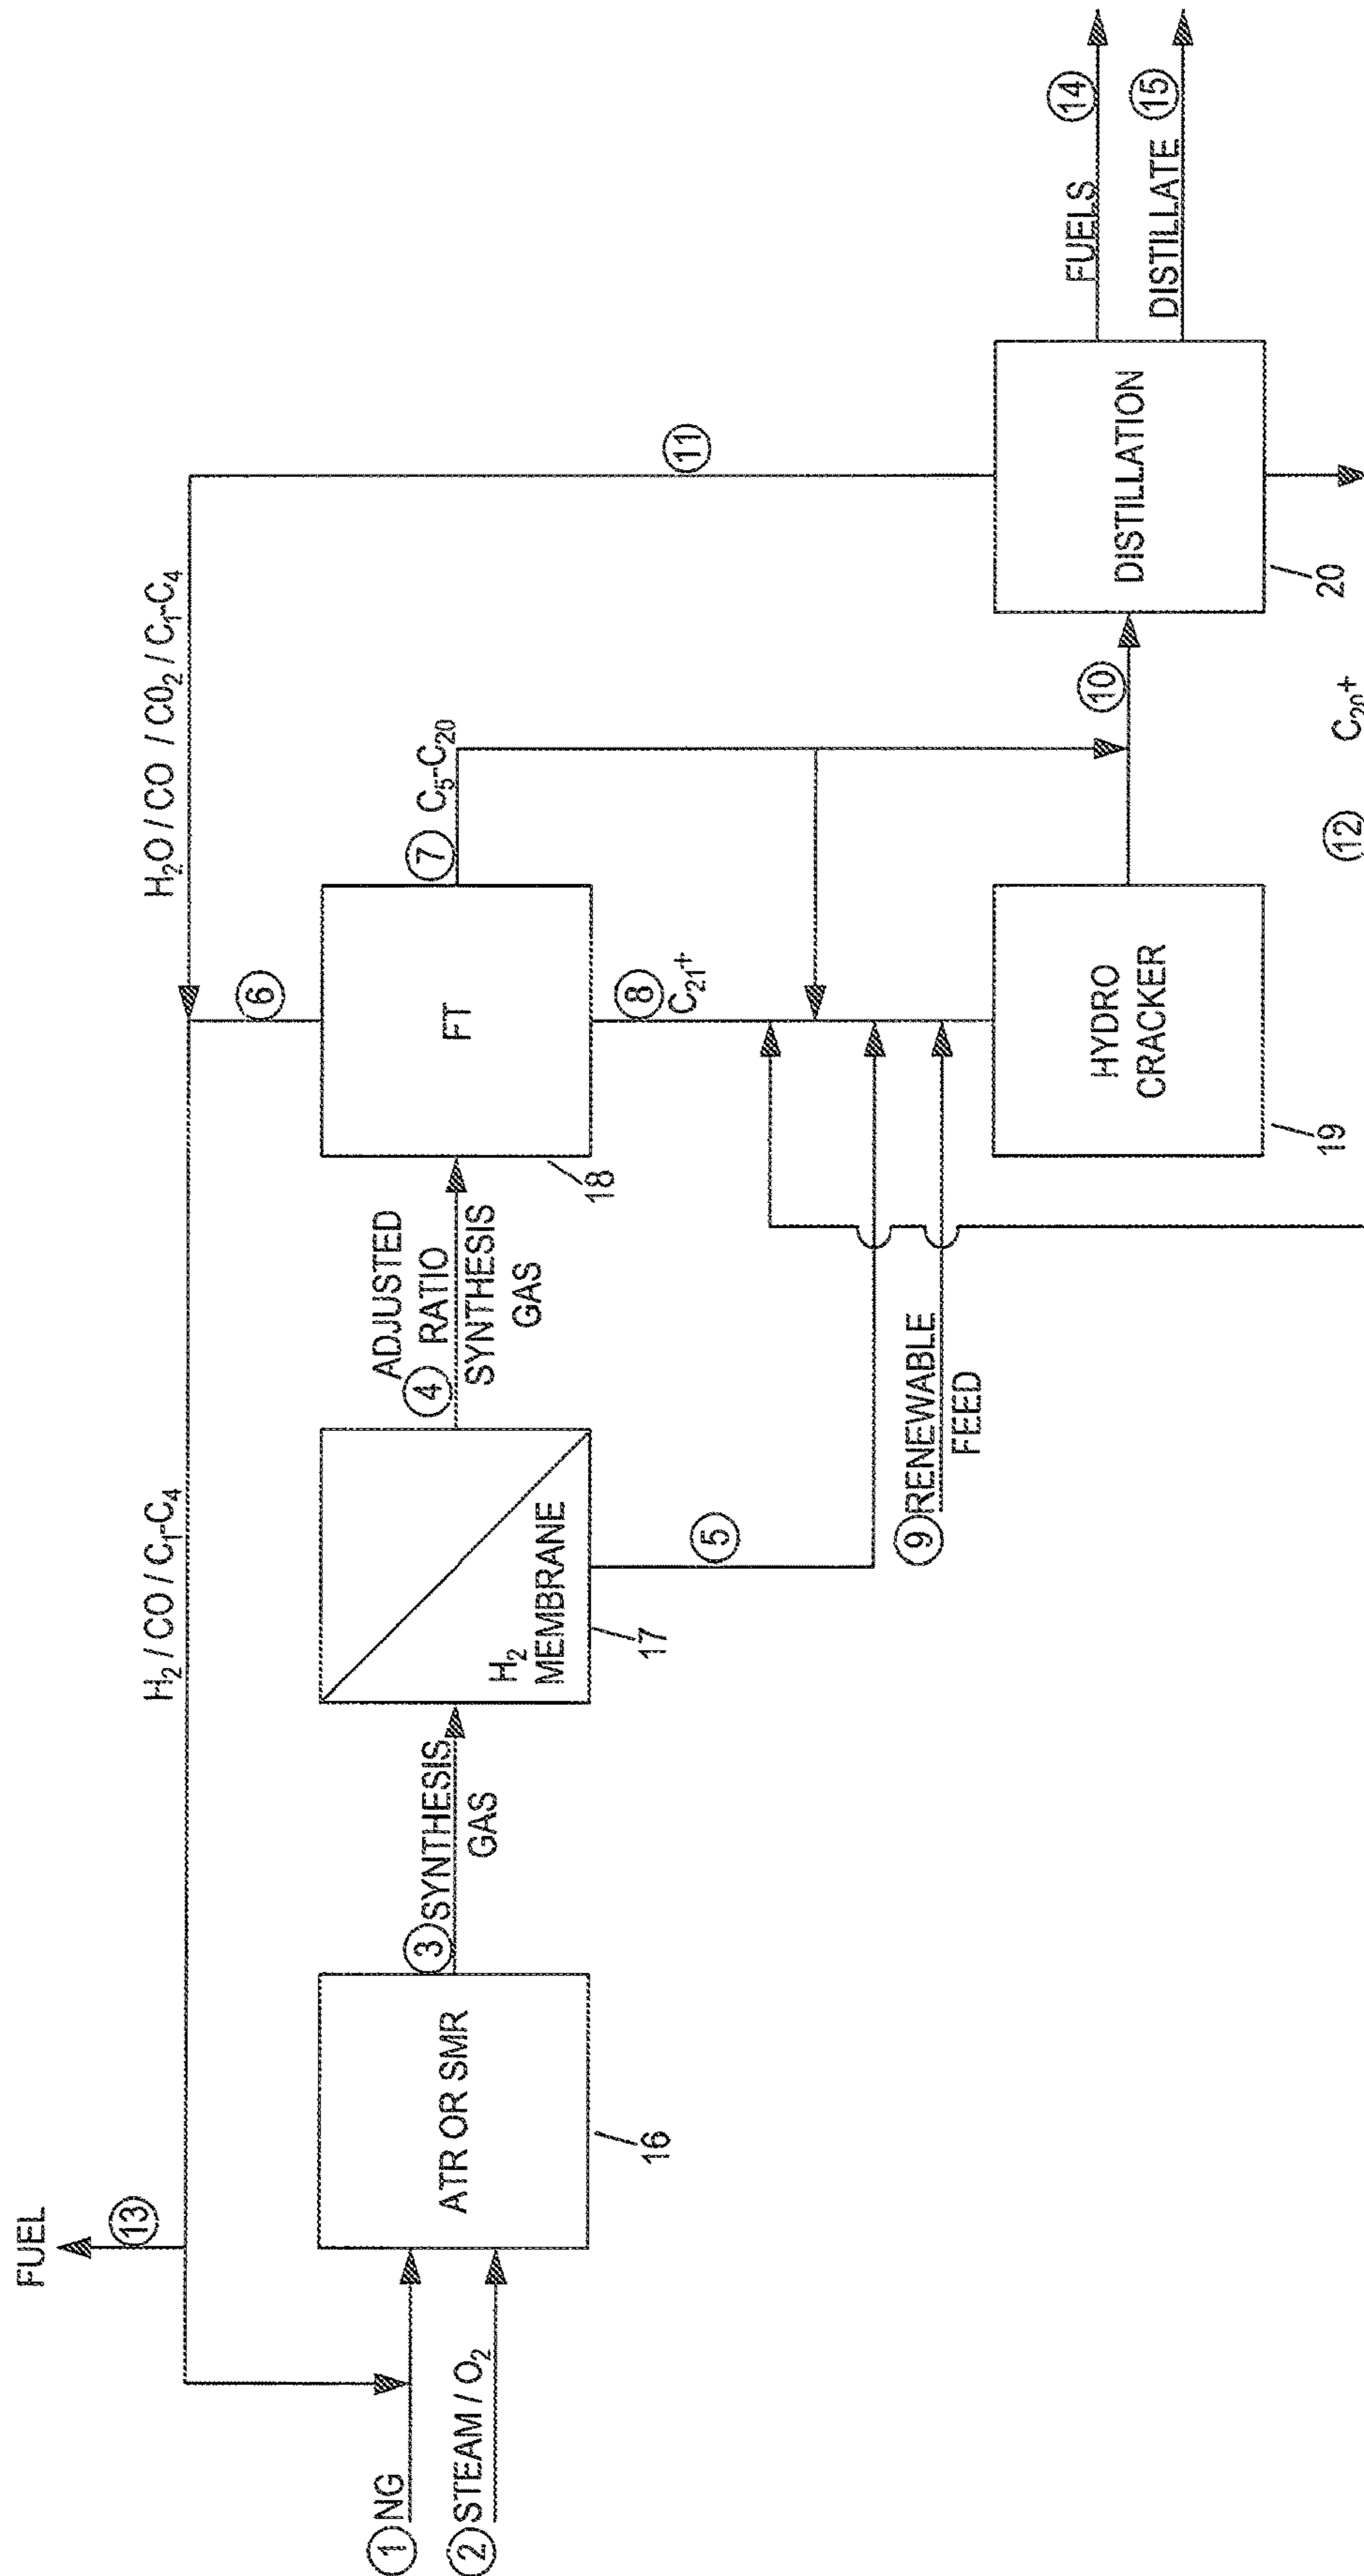 FUEL
⑬
H₂ / CO / C₁-C₄
H₂O / CO / CO₂ / C₁-C₄
⑥
① NG
② STEAM / O₂
ATR OR SMR
16
③ SYNTHESIS
GAS
H₂
MEMBRANE
17
ADJUSTED
④ RATIO
SYNTHESIS
GAS
FT
18
⑦ C₅-C₂₀
⑧
C₂₁+
⑤
⑪
⑨ RENEWABLE
FEED
HYDRO
CRACKER
19
⑩
DISTILLATION
20
FUELS ⑭
DISTILLATE ⑮
⑫ C₂₀+